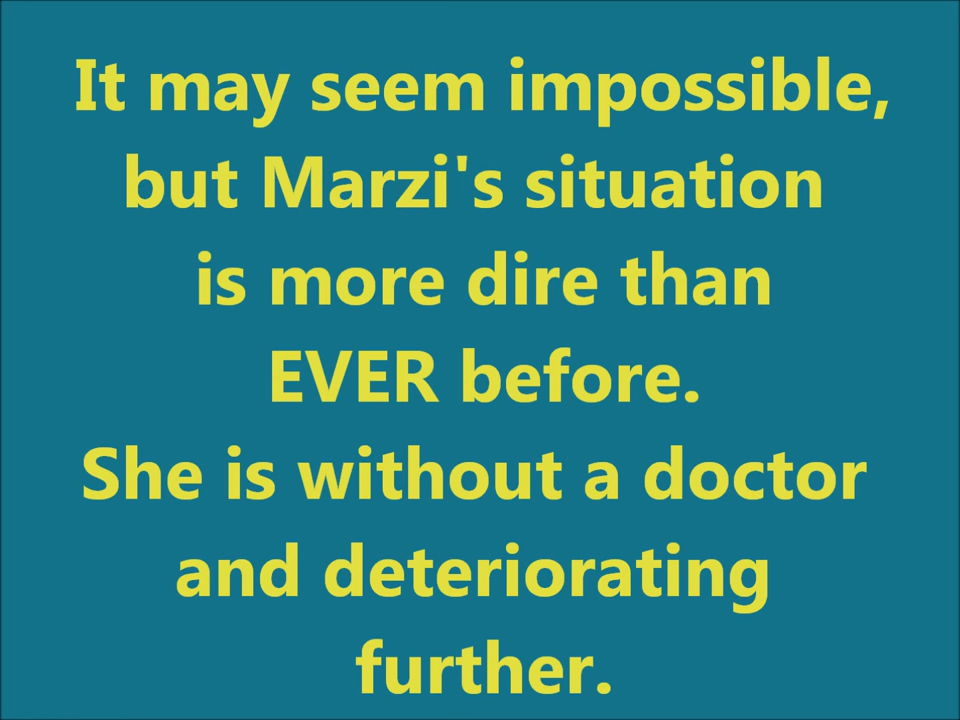 It may seem impossible,
but Marzi's situation
is more dire than
EVER before.
She is without a doctor
and deteriorating
further.